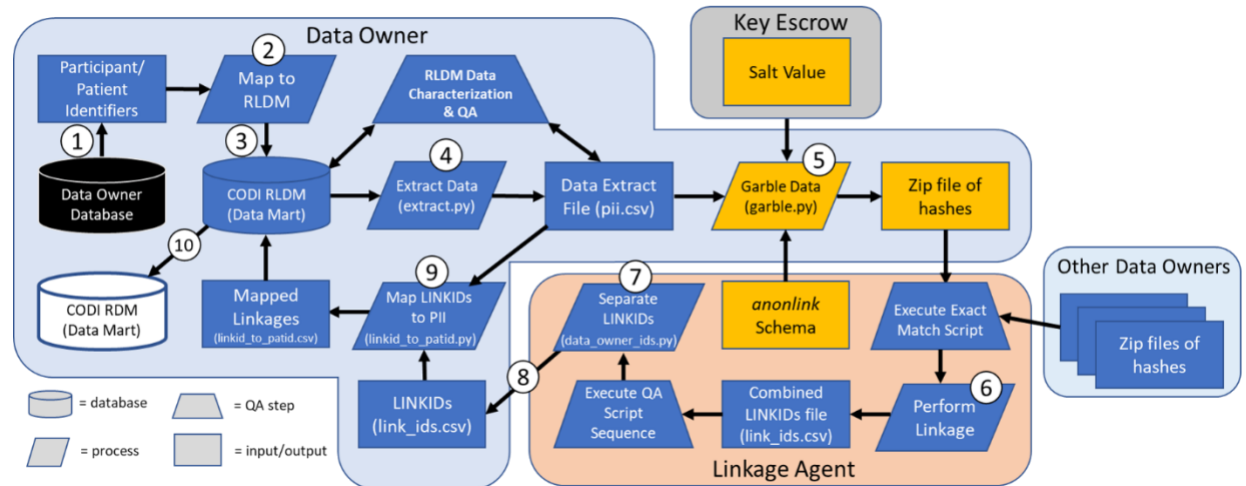 Data Owner
Key Escrow
Salt Value
Participant/
Patient
Identifiers
2
Map to
RLDM
RLDM Data
Characterization
& QA
1
3
4
5
Data Owner
Database
CODI RLDM
(Data Mart)
Extract Data
(extract.py)
Data Extract
File (pii.csv)
Garble Data
(garble.py)
Zip file of
hashes
10
CODI RDM
(Data Mart)
Mapped
Linkages
(linkid_to_patid.csv)
9
Map LINKIDs
to PII
(linkid_to_patid.py)
7
Separate
LINKIDs
(data_owner_ids.py)
anonlink
Schema
Execute Exact
Match Script
Other Data Owners
Zip files of
hashes
8
LINKIDs
(link_ids.csv)
Execute QA
Script
Sequence
Combined
LINKIDs file
(link_ids.csv)
6
Perform
Linkage
Linkage Agent
= database
= QA step
= process
= input/output